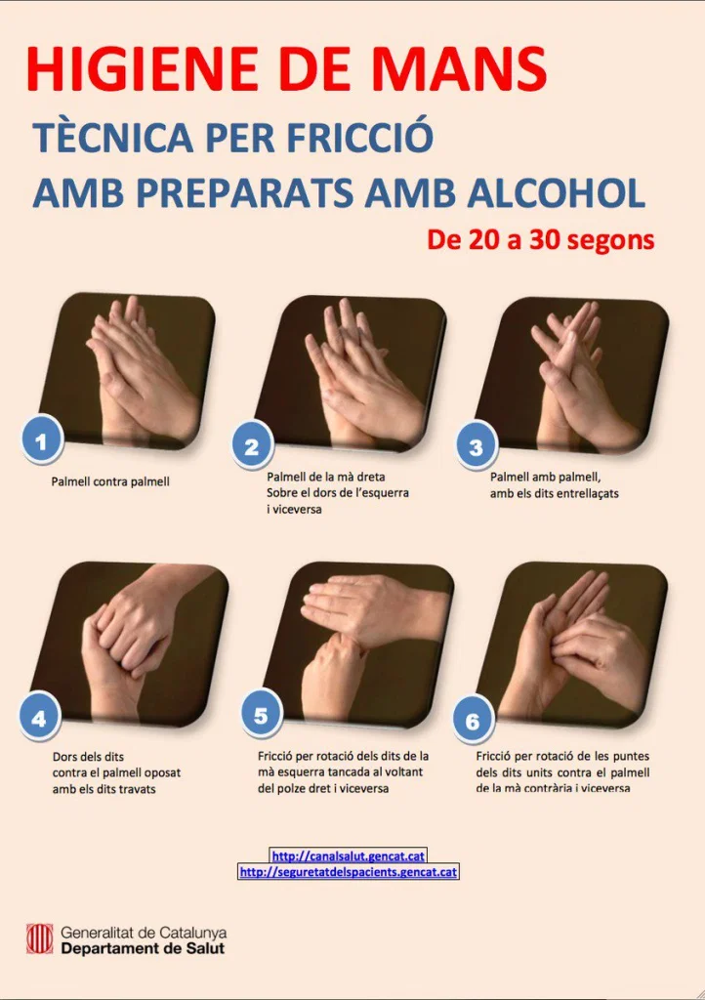 HIGIENE DE MANS
TÈCNICA PER FRICCIÓ
AMB PREPARATS AMB ALCOHOL
De 20 a 30 segons
1
Palmell contra palmell
2
Palmell de la mà dreta
Sobre el dors de l’esquerra
i viceversa
3
Palmell amb palmell,
amb els dits entrellaçats
4
Dors dels dits
contra el palmell oposat
amb els dits travats
5
Fricció per rotació dels dits de la
mà esquerra tancada al voltant
del polze dret i viceversa
6
Fricció per rotació de les puntes
dels dits units contra el palmell
de la mà contrària i viceversa
http://canalsalut.gencat.cat
http://seguretatdelspacients.gencat.cat
Generalitat de Catalunya
Departament de Salut